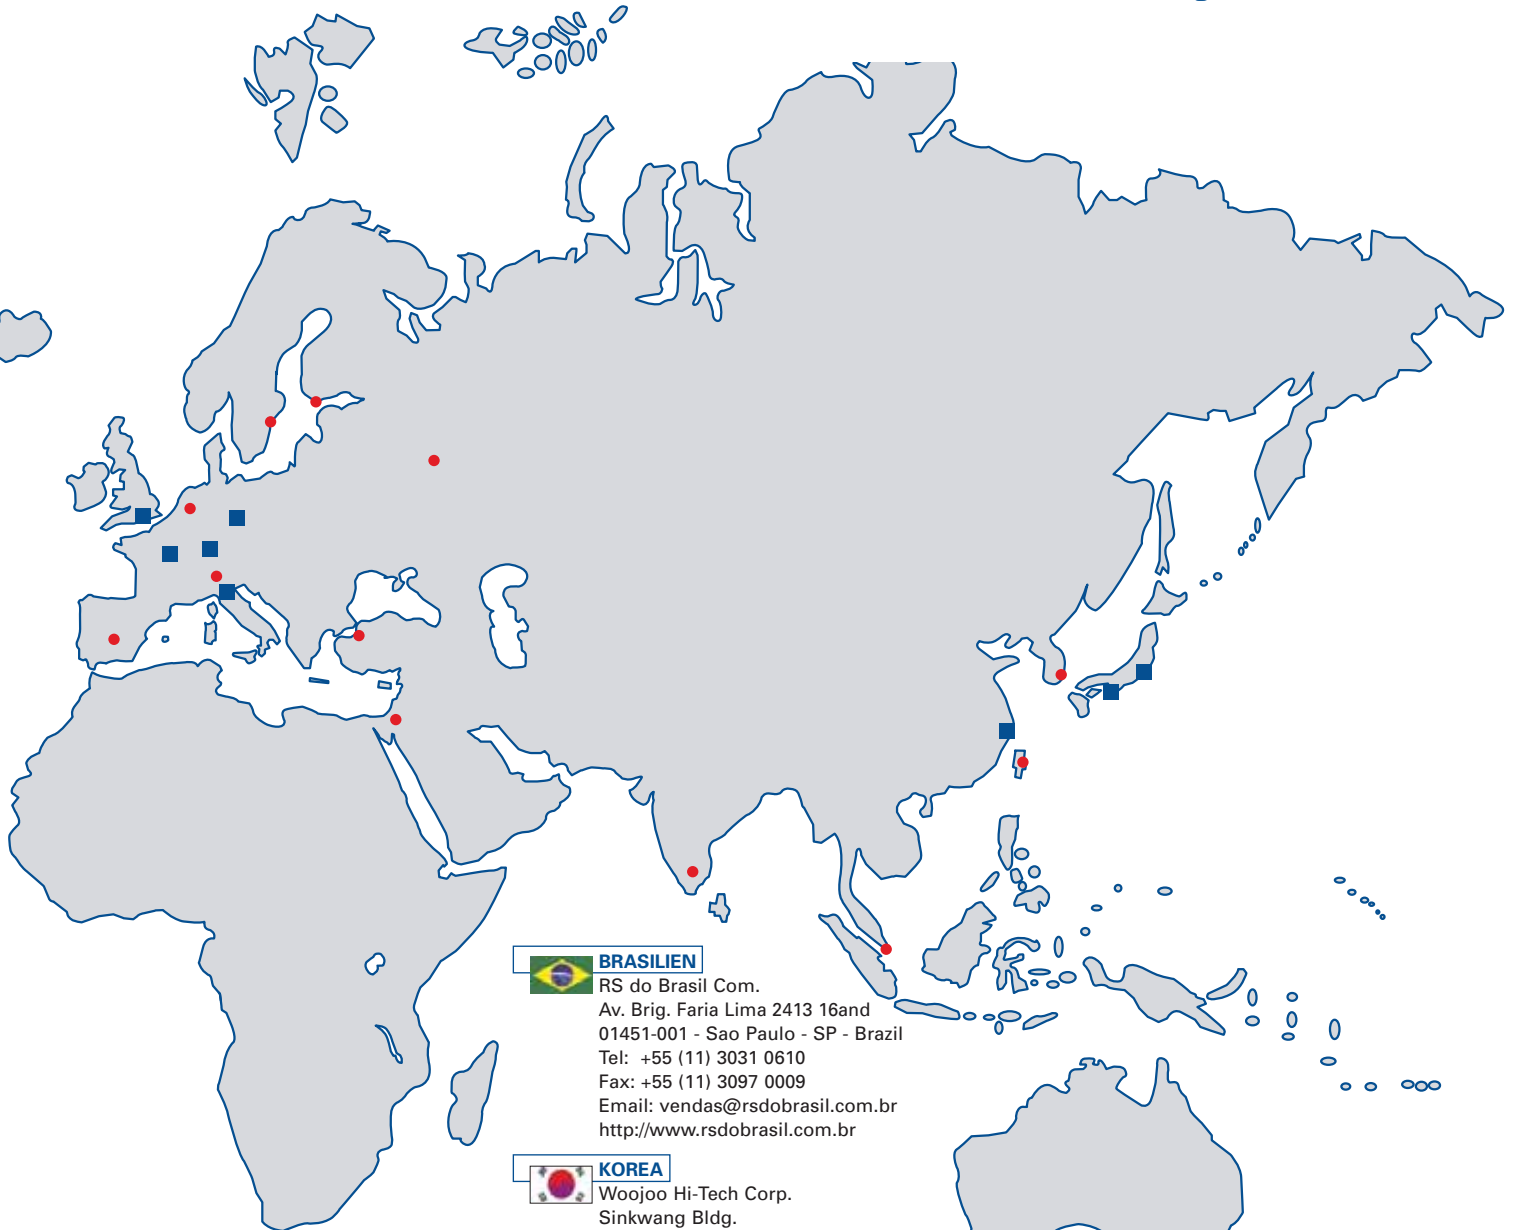 BRASILIEN
RS do Brasil Com.
Av. Brig. Faria Lima 2413 16and
01451-001 - Sao Paulo - SP - Brazil
Tel: +55 (11) 3031 0610
Fax: +55 (11) 3097 0009
Email: vendas@rsdobrasil.com.br
http://www.rsdobrasil.com.br
KOREA
Woojoo Hi-Tech Corp.
Sinkwang Bldg.